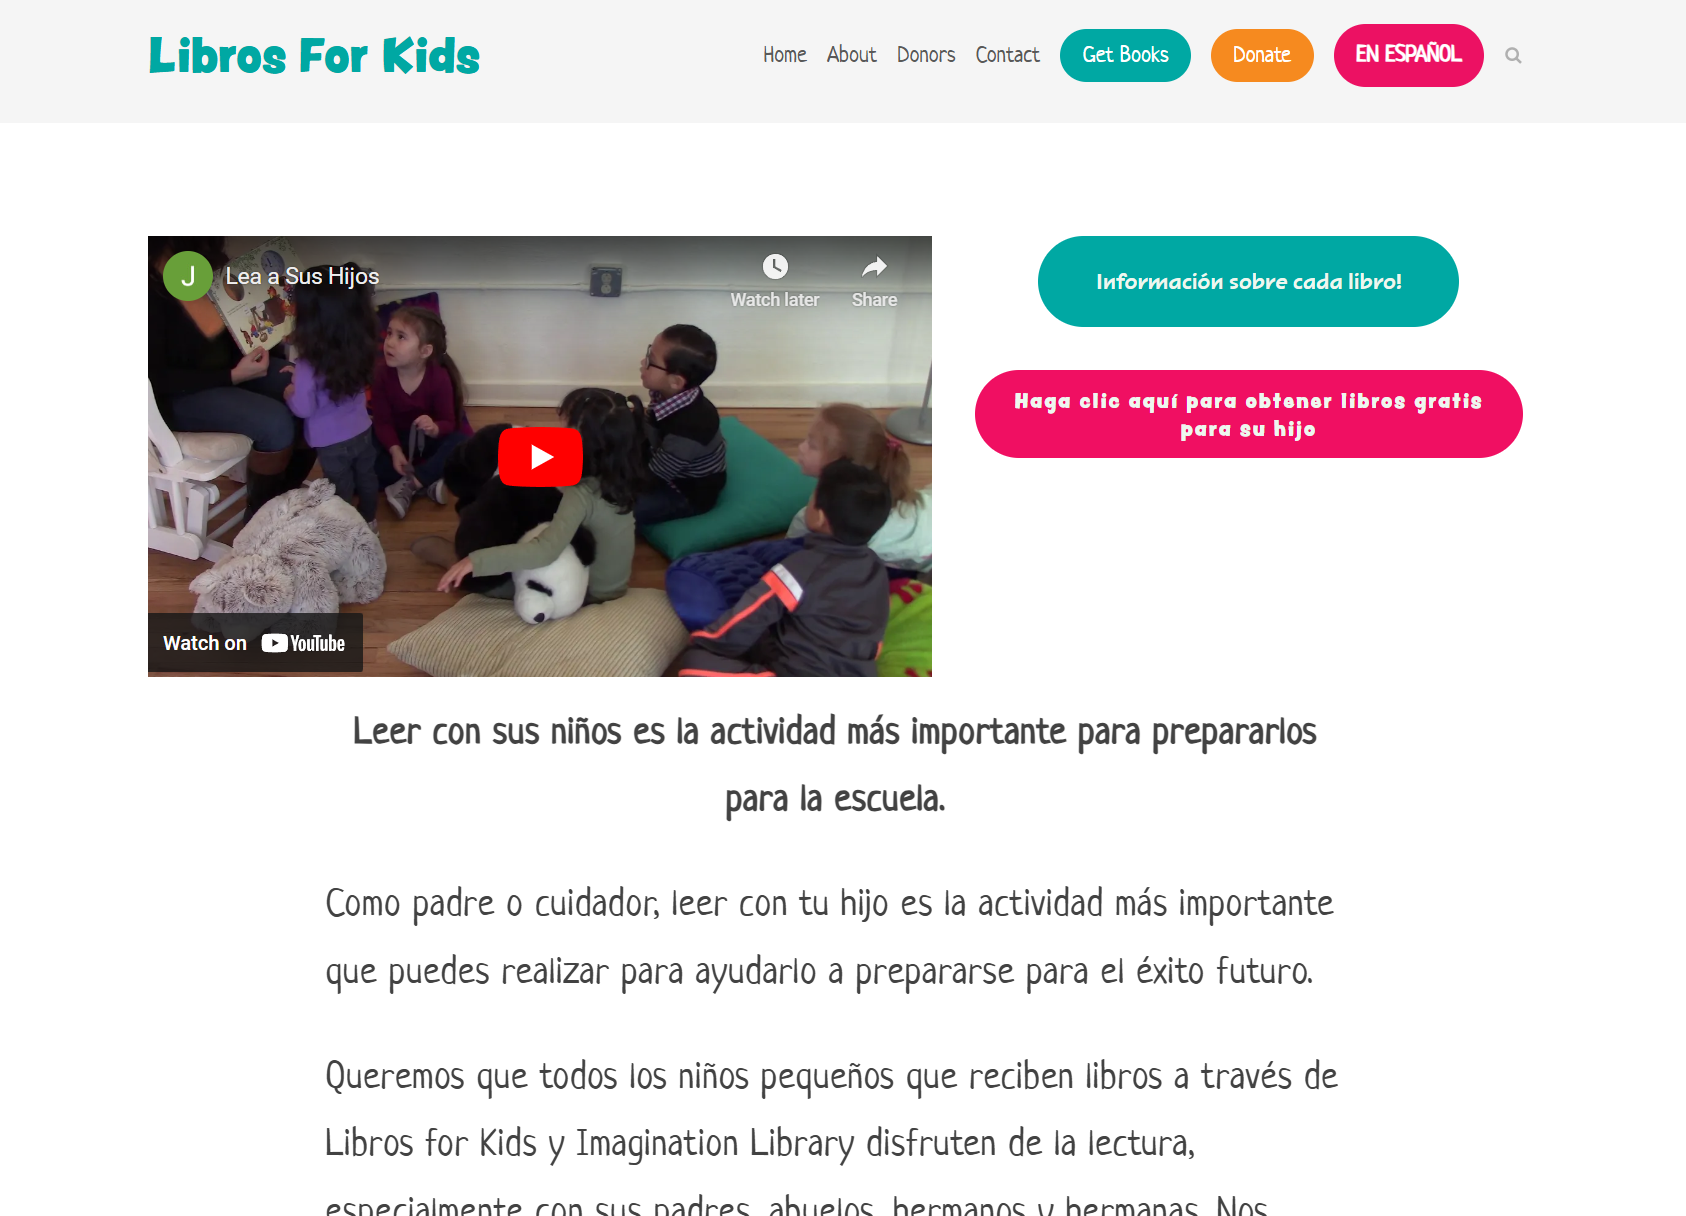 Libros For Kids
Home About Donors Contact Get Books Donate EN ESPAÑOL
J Lea a Sus Hijos
Watch later Share
Watch on YouTube
Información sobre cada libro!
Haga clic aquí para obtener libros gratis
para su hijo
Leer con sus niños es la actividad más importante para prepararlos
para la escuela.
Como padre o cuidador, leer con tu hijo es la actividad más importante
que puedes realizar para ayudarlo a prepararse para el éxito futuro.
Queremos que todos los niños pequeños que reciben libros a través de
Libros for Kids y Imagination Library disfruten de la lectura,
especialmente con sus padres, abuelos, hermanos y hermanas. Nos